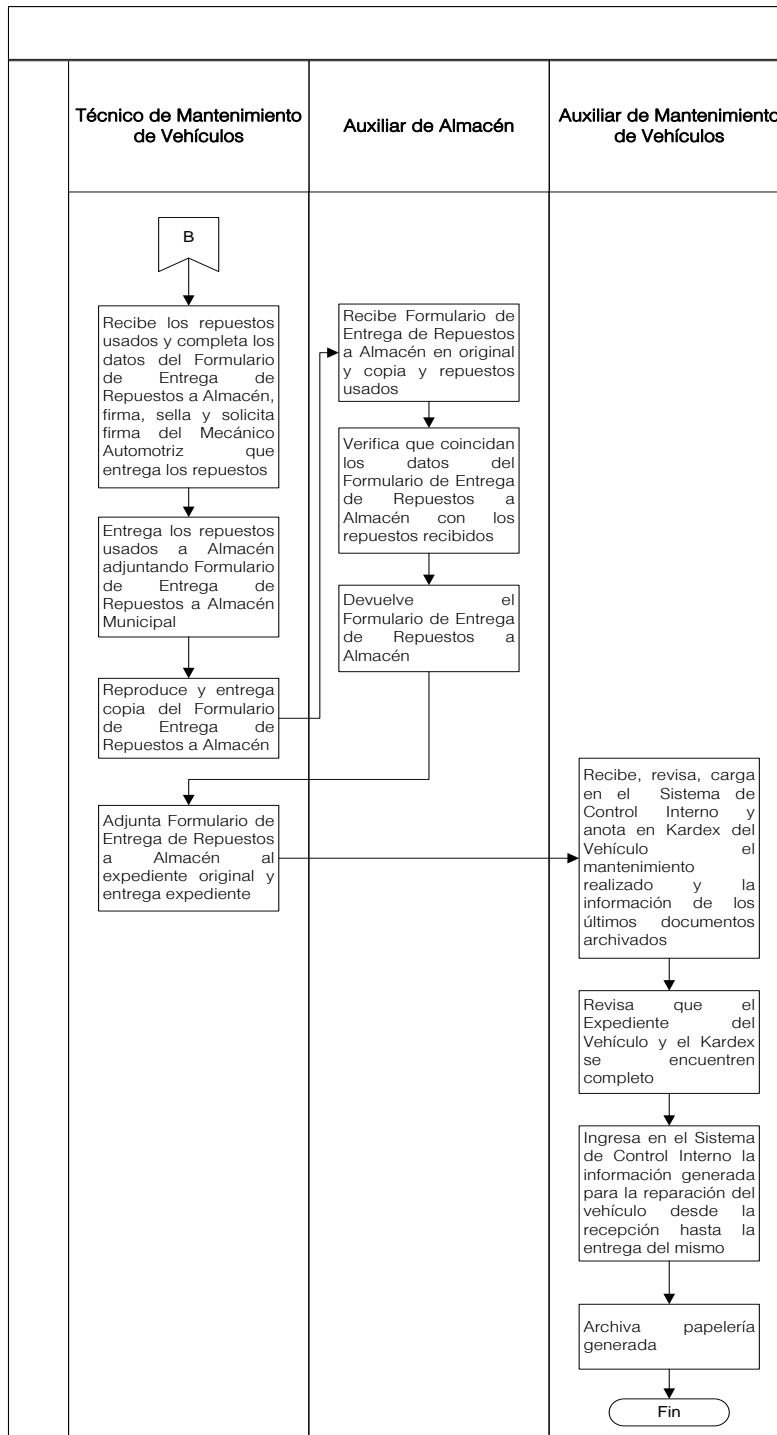 Técnico de Mantenimiento
de Vehículos
Auxiliar de Almacén
Auxiliar de Mantenimiento
de Vehículos
B
Recibe los repuestos
usados y completa los
datos del Formulario
de Entrega de
Repuestos a Almacén,
firma, sella y solicita
firma del Mecánico
Automotriz que
entrega los repuestos
Entrega los repuestos
usados a Almacén
adjuntando Formulario
de Entrega de
Repuestos a Almacén
Municipal
Reproduce y entrega
copia del Formulario
de Entrega de
Repuestos a Almacén
Recibe Formulario de
Entrega de Repuestos
a Almacén en original
y copia y repuestos
usados
Verifica que coincidan
los datos del
Formulario de Entrega
de Repuestos a
Almacén con los
repuestos recibidos
Devuelve el
Formulario de Entrega
de Repuestos a
Almacén
Adjunta Formulario de
Entrega de Repuestos
a Almacén al
expediente original y
entrega expediente
Recibe, revisa, carga
en el Sistema de
Control Interno y
anota en Kardex del
Vehículo el
mantenimiento
realizado y la
información de los
últimos documentos
archivados
Revisa que el
Expediente del
Vehículo y el Kardex
se encuentren
completo
Ingresa en el Sistema
de Control Interno la
información generada
para la reparación del
vehículo desde la
recepción hasta la
entrega del mismo
Archiva papelería
generada
Fin